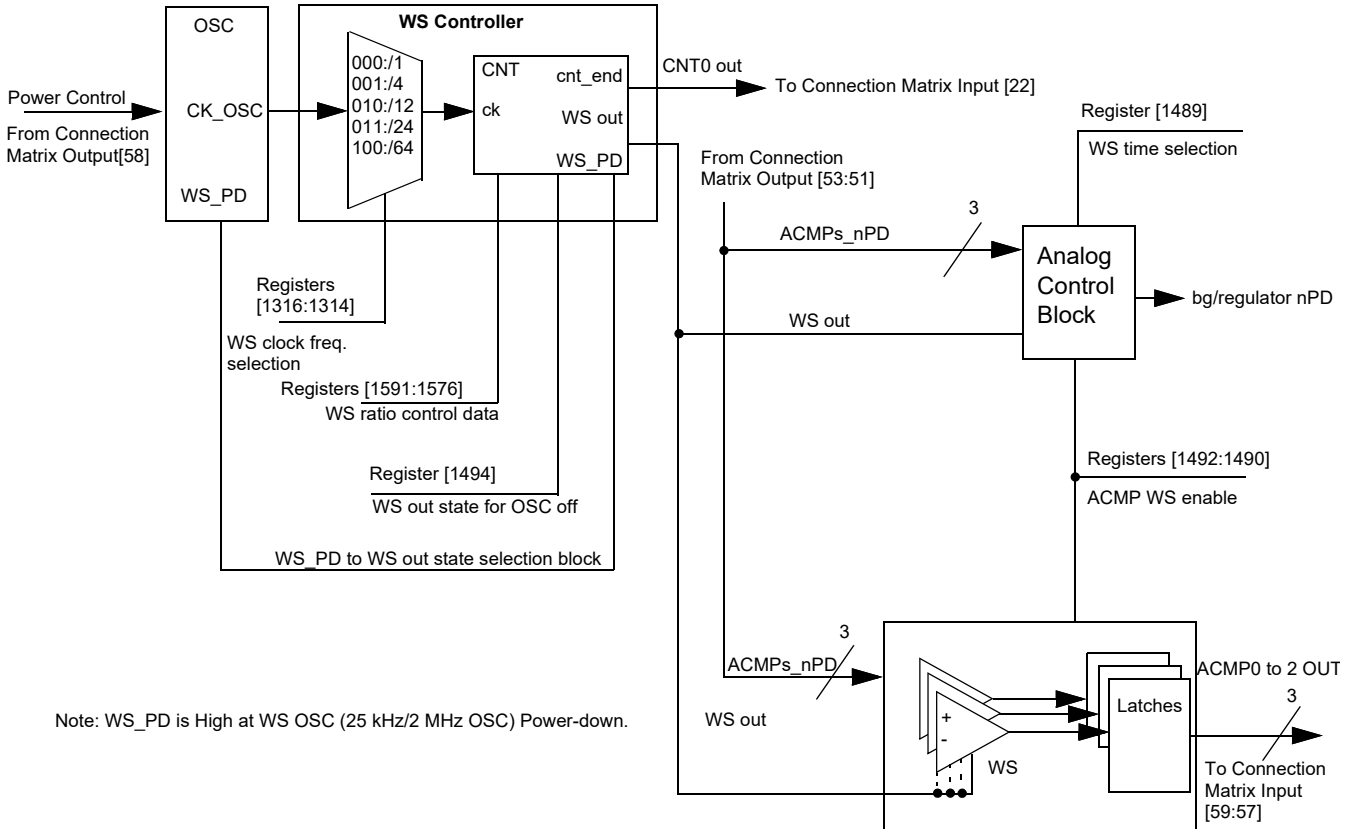 OSC
WS Controller
Power Control
CK_OSC
From Connection
Matrix Output[58]
WS_PD
000:/1
001:/4
010:/12
011:/24
100:/64
CNT
cnt_end
ck
WS out
WS_PD
CNT0 out
To Connection Matrix Input [22]
Registers
[1316:1314]
WS clock freq.
selection
Registers [1591:1576]
WS ratio control data
Register [1494]
WS out state for OSC off
WS_PD to WS out state selection block
From Connection
Matrix Output [53:51]
ACMPs_nPD
3
Register [1489]
WS time selection
Analog
Control
Block
bg/regulator nPD
WS out
Registers [1492:1490]
ACMP WS enable
ACMPs_nPD
3
WS out
+
-
WS
Latches
ACMP0 to 2 OUT
3
To Connection
Matrix Input
[59:57]
Note: WS_PD is High at WS OSC (25 kHz/2 MHz OSC) Power-down.